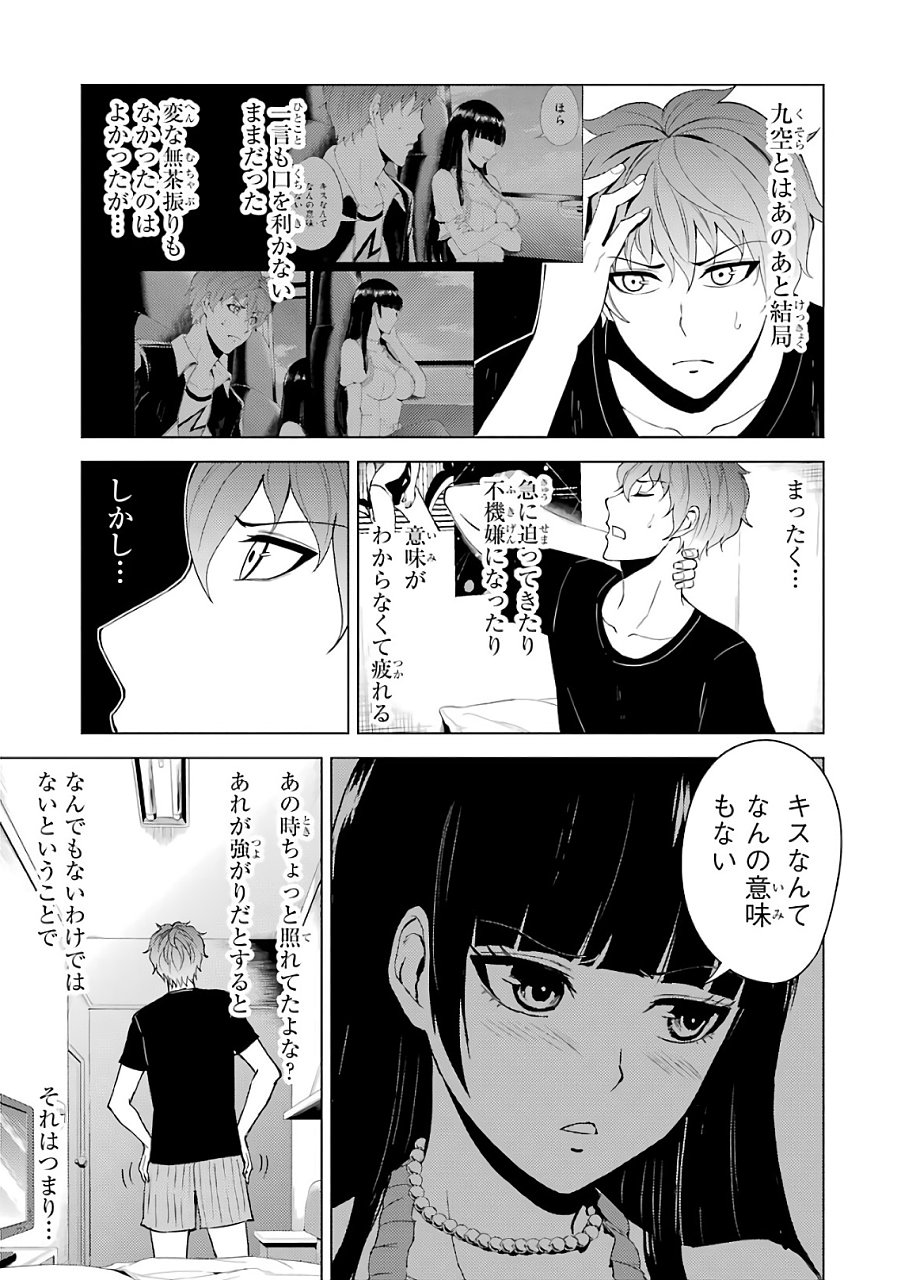 九空とはあのあと結局
一言も口を利かない
ままだった
変な無茶振りも
なかったのは
よかったが…
ほら
キスなんて
なんの意味
もない
まったく…
急に迫ってきたり
不機嫌になったり
意味が
わからなくて疲れる
しかし…
キスなんて
なんの意味
もない
あの時ちょっと照れてたよな?
あれが強がりだとすると
なんでもないわけでは
ないということで
それはつまり…